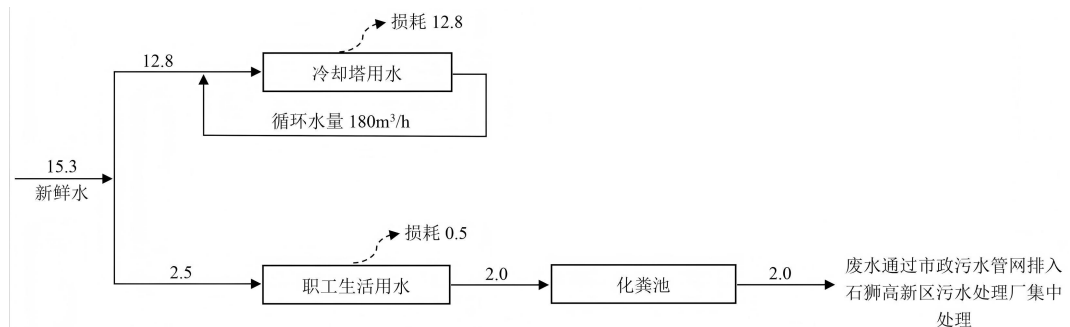 损耗 12.8
12.8
冷却塔用水
循环水量 180m³/h
15.3
新鲜水
损耗 0.5
2.5
职工生活用水
2.0
化粪池
2.0
废水通过市政污水管网排入
石狮高新区污水处理厂集中
处理